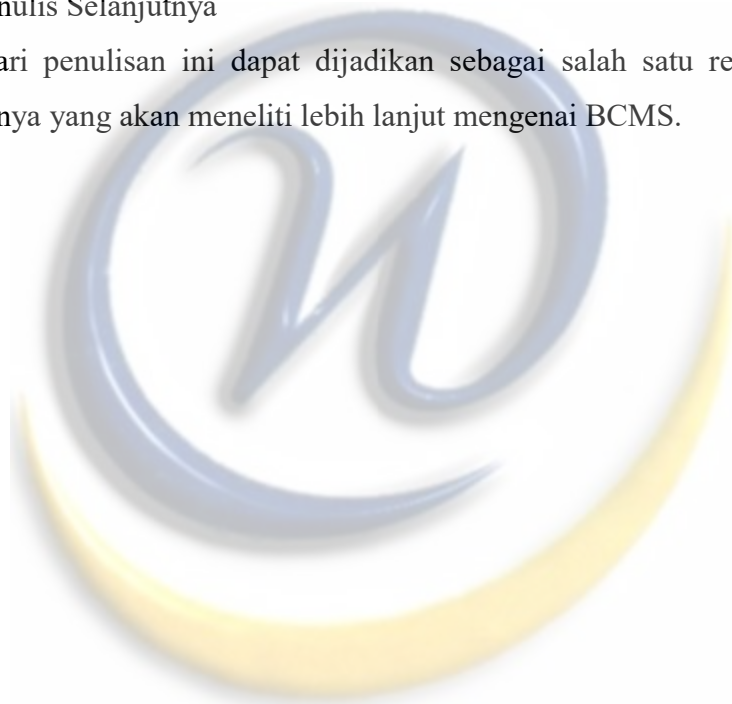 nulis Selanjutnya
ari penulisan ini dapat dijadikan sebagai salah satu re
nya yang akan meneliti lebih lanjut mengenai BCMS.